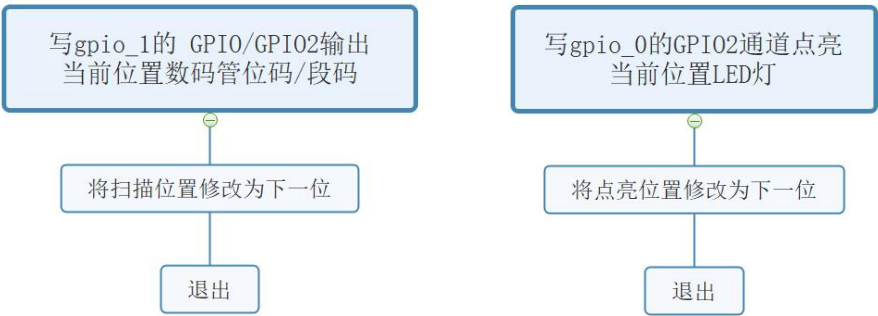 写gpio_1的 GPIO/GPIO2输出
当前位置数码管位码/段码
将扫描位置修改为下一位
退出
写gpio_0的GPIO2通道点亮
当前位置LED灯
将点亮位置修改为下一位
退出